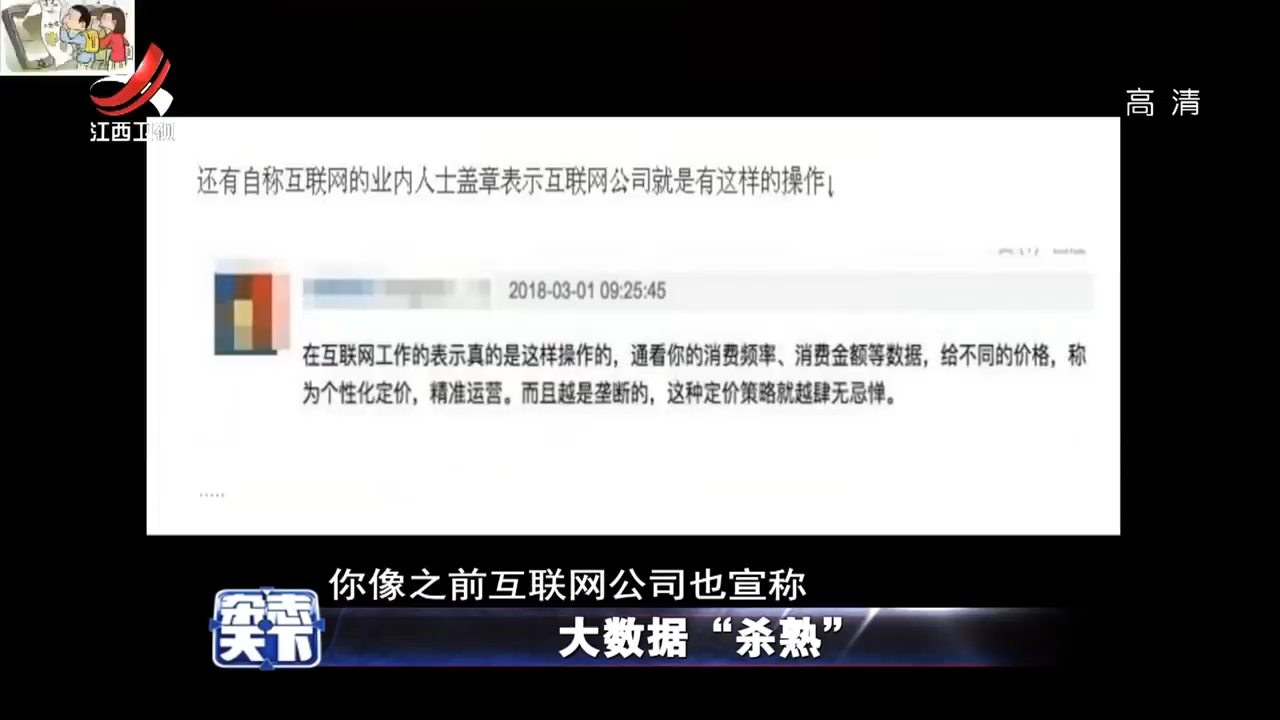 江西卫视
高清
还有自称互联网的业内人士盖章表示互联网公司就是有这样的操作↓
2018-03-01 09:25:45
在互联网工作的表示真的是这样操作的，通看你的消费频率、消费金额等数据，给不同的价格，称
为个性化定价，精准运营。而且越是垄断的，这种定价策略就越肆无忌惮。
.....
你像之前互联网公司也宣称
杂志
天下
大数据“杀熟”